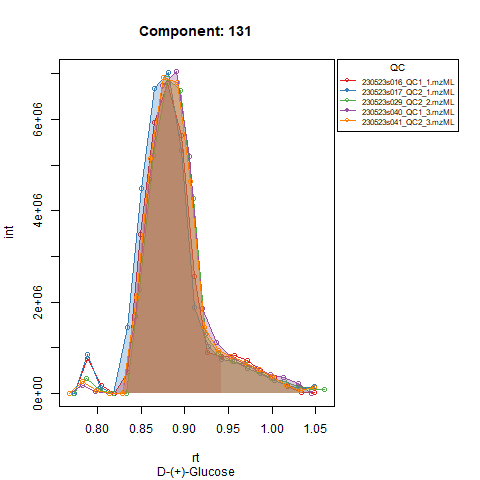 Component: 131
QC
230523s016_QC1_1.mzML
230523s017_QC2_1.mzML
230523s029_QC2_2.mzML
230523s040_QC1_3.mzML
230523s041_QC2_3.mzML
int
6e+06
4e+06
2e+06
0e+00
0.80 0.85 0.90 0.95 1.00 1.05
rt
D-(+)-Glucose